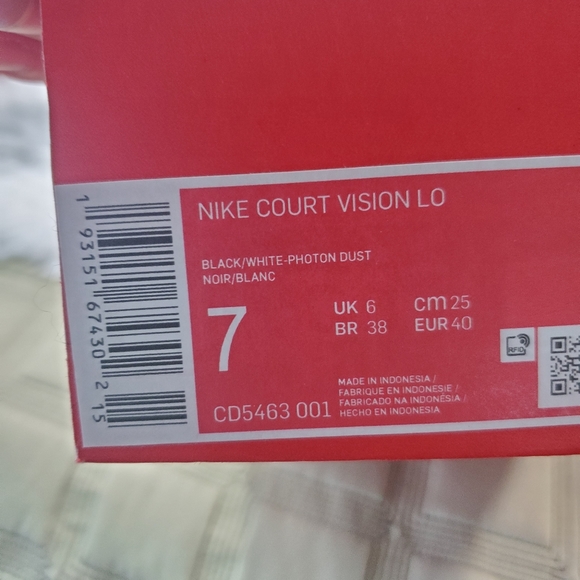 NIKE COURT VISION LO
BLACK/WHITE-PHOTON DUST
NOIR/BLANC
7
UK 6
cm 25
BR 38
EUR 40
CD5463 001
MADE IN INDONESIA /
FABRIQUE EN INDONESIE /
FABRICADO NA INDONÉSIA /
HECHO EN INDONESIA
RFID
1 93151 67430 2 15